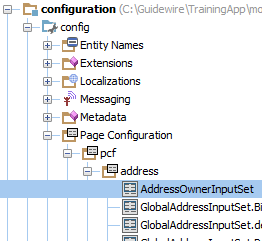 configuration (C:\Guidewire\TrainingApp\mo
config
Entity Names
Extensions
Localizations
Messaging
Metadata
Page Configuration
pcf
address
AddressOwnerInputSet
GlobalAddressInputSet.Bi
GlobalAddressInputSet.de